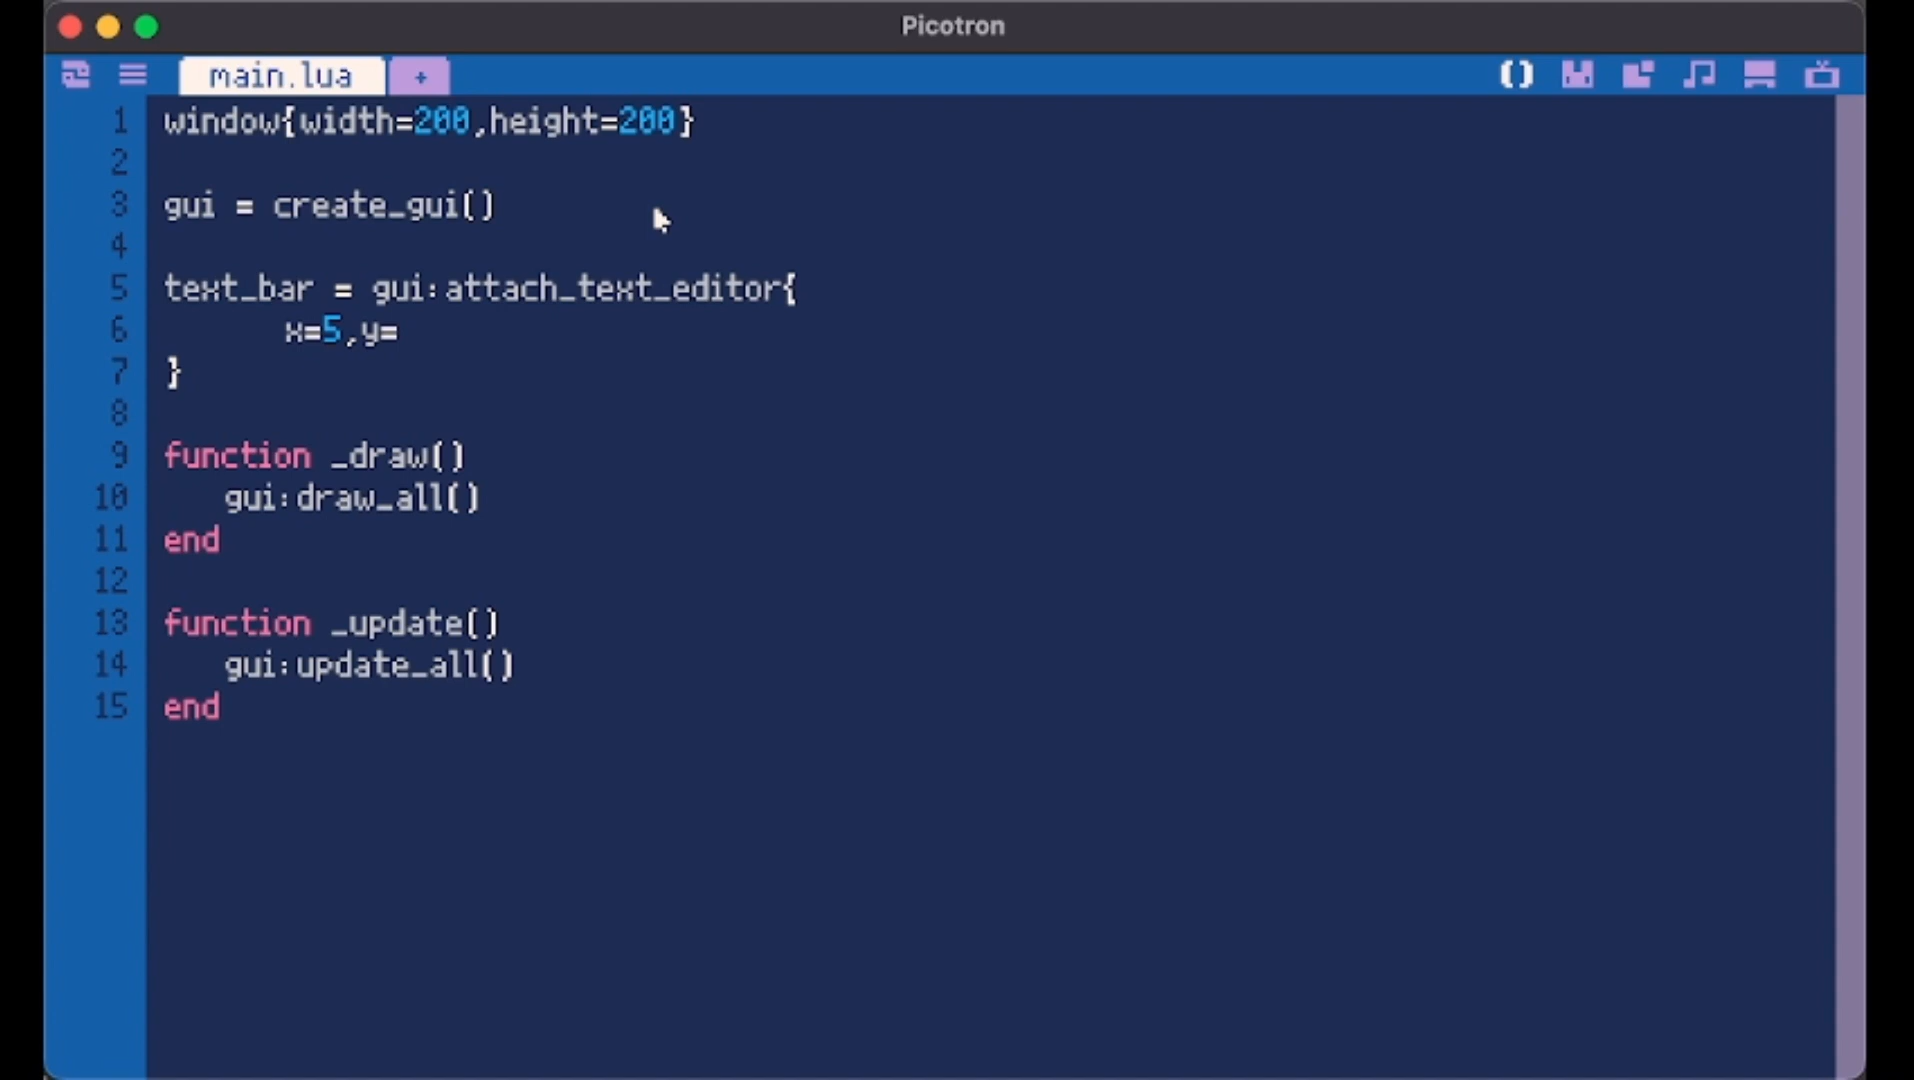 Picotron
main.lua +
1 window{width=200,height=200}
2
3 gui = create_gui()
4
5 text_bar = gui:attach_text_editor{
6 x=5,y=
7 }
8
9 function _draw()
10 gui:draw_all()
11 end
12
13 function _update()
14 gui:update_all()
15 end